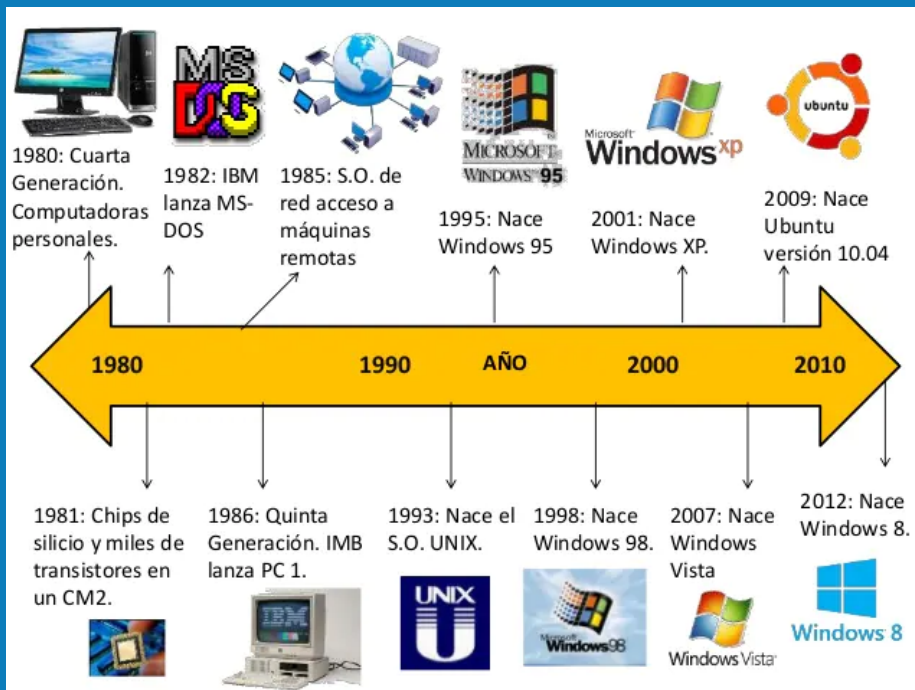 MS
DOS
1980: Cuarta
Generación.
Computadoras
personales.
1982: IBM
lanza MS-
DOS
1985: S.O. de
red acceso a
máquinas
remotas
MICROSOFT
WINDOWS 95
1995: Nace
Windows 95
Microsoft
Windows xp
2001: Nace
Windows XP.
ubuntu
2009: Nace
Ubuntu
versión 10.04
1980
1990
AÑO
2000
2010
1981: Chips de
silicio y miles de
transistores en
un CM2.
1986: Quinta
Generación. IMB
lanza PC 1.
IBM
1993: Nace el
S.O. UNIX.
UNIX
U
1998: Nace
Windows 98.
Microsoft
Windows98
2007: Nace
Windows
Vista
Windows Vista
2012: Nace
Windows 8.
Windows 8